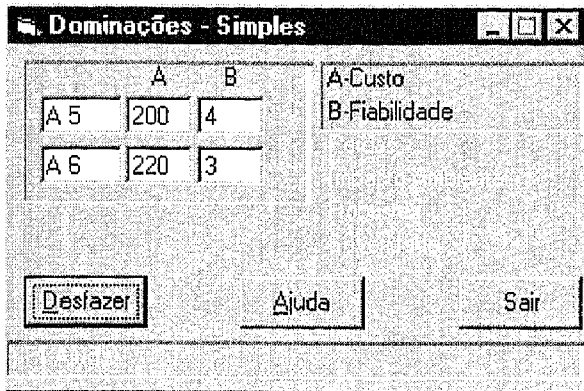 Dominações - Simples
A B
A 5 200 4
A 6 220 3
A-Custo
B-Fiabilidade
Desfazer Ajuda Sair